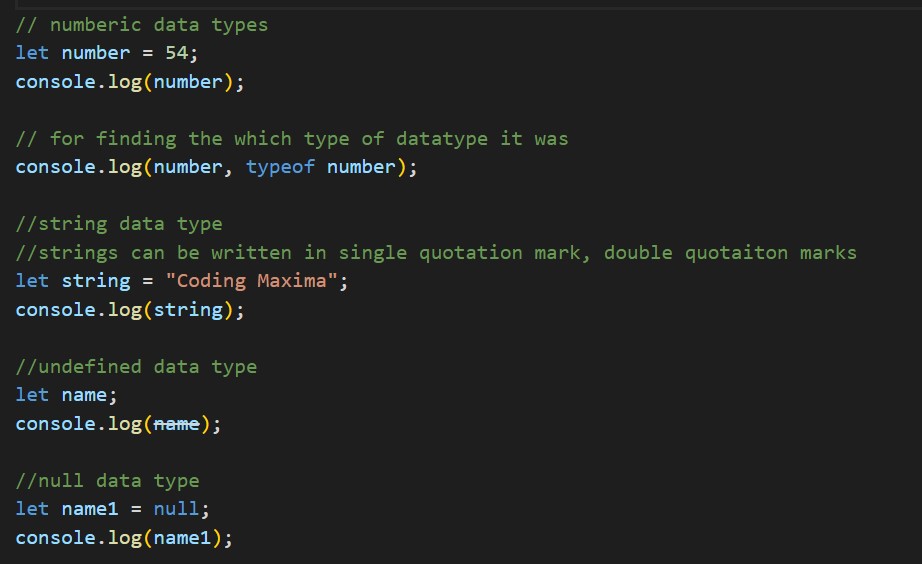 // numberic data types
let number = 54;
console.log(number);
// for finding the which type of datatype it was
console.log(number, typeof number);
//string data type
//strings can be written in single quotation mark, double quotaiton marks
let string = "Coding Maxima";
console.log(string);
//undefined data type
let name;
console.log(name);
//null data type
let name1 = null;
console.log(name1);